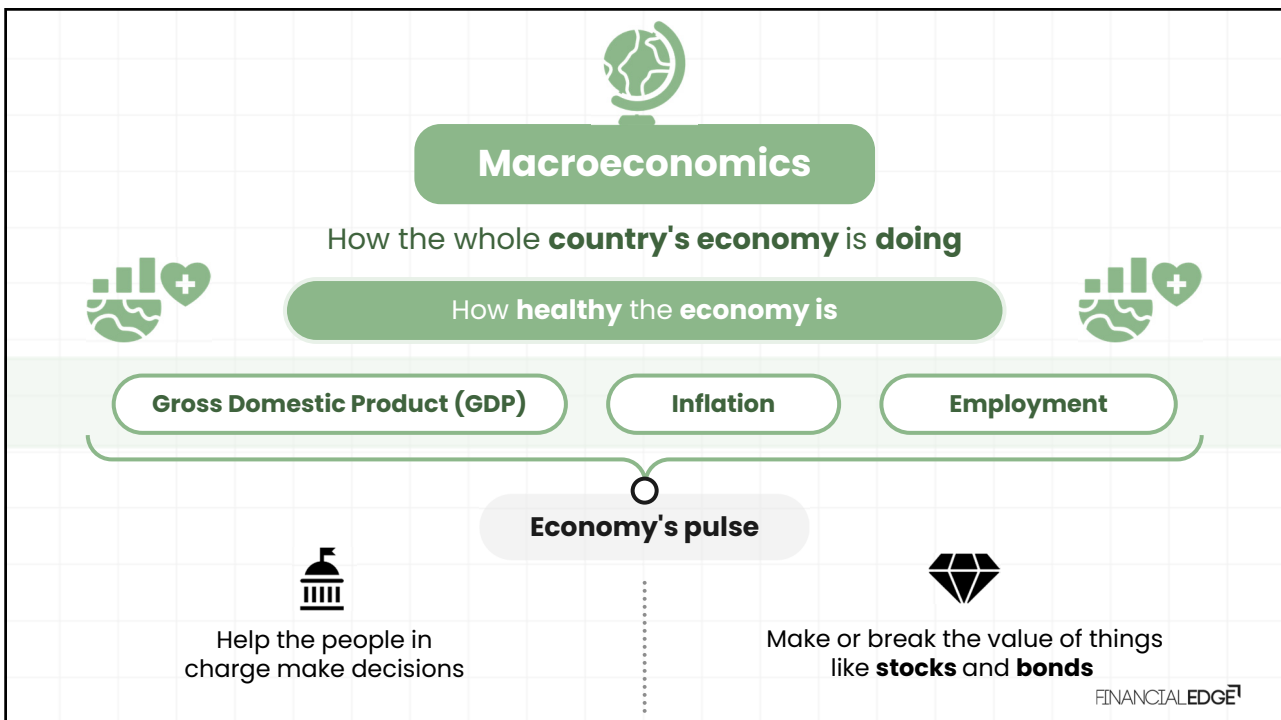 Macroeconomics
How the whole country's economy is doing
How healthy the economy is
Gross Domestic Product (GDP)
Inflation
Employment
Economy's pulse
Help the people in
charge make decisions
Make or break the value of things
like stocks and bonds
FINANCIALEDGE